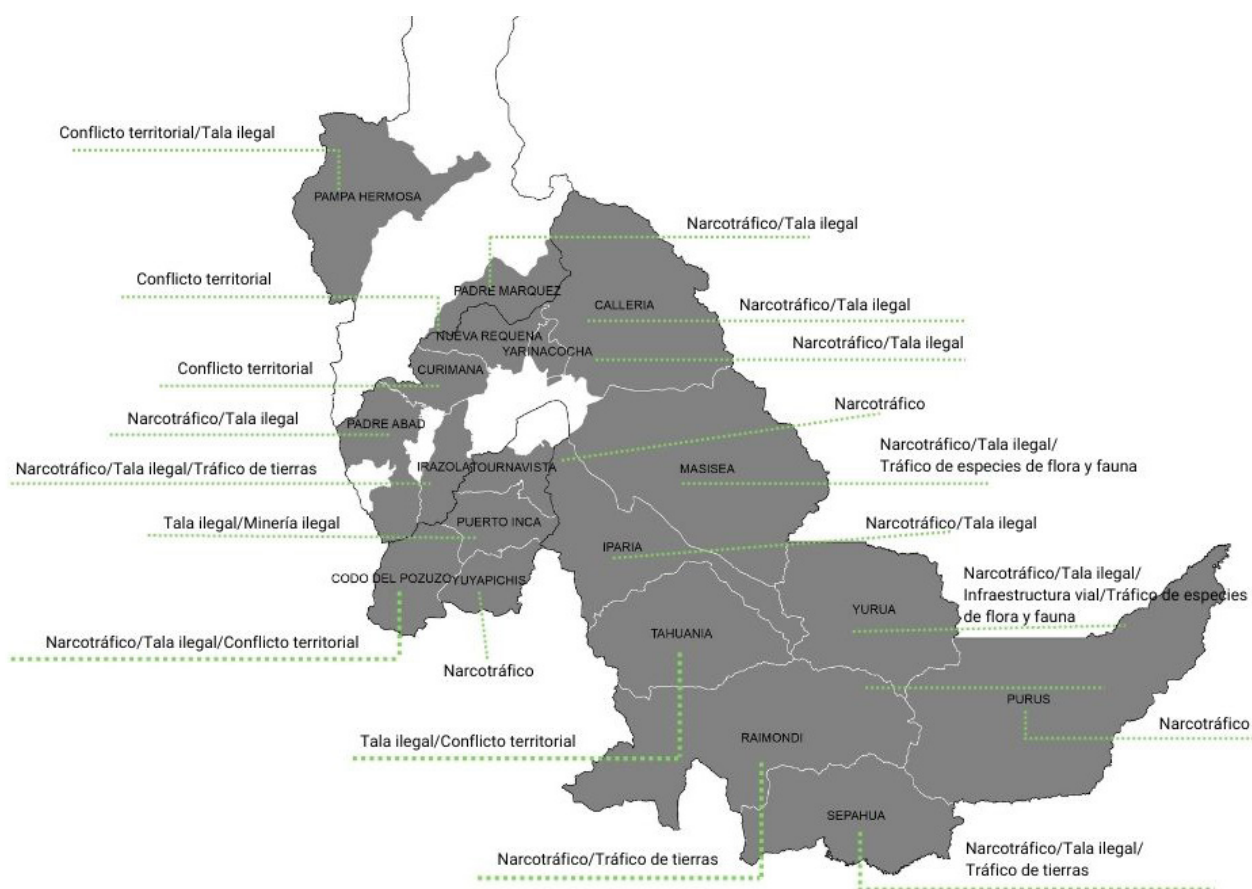 Conflicto territorial/Tala ilegal
PAMPA HERMOSA
Narcotráfico/Tala ilegal
Conflicto territorial
PADRE MARQUEZ
CALLERIA
Narcotráfico/Tala ilegal
NUEVA REQUENA
YARINACOCHA
Narcotráfico/Tala ilegal
Conflicto territorial
CURIMANA
Narcotráfico
Narcotráfico/Tala ilegal
PADRE ABAD
Narcotráfico/Tala ilegal/
Tráfico de especies de flora y fauna
MASISEA
Narcotráfico/Tala ilegal/Tráfico de tierras
IRAZOLA
TOURNAVISTA
Tala ilegal/Minería ilegal
PUERTO INCA
Narcotráfico/Tala ilegal
IPARIA
CODO DEL POZUZO
YUYAPICHIS
Narcotráfico/Tala ilegal/
Infraestructura vial/Tráfico de especies
de flora y fauna
YURUA
TAHUANIA
Narcotráfico/Tala ilegal/Conflicto territorial
Narcotráfico
PURUS
Narcotráfico
Tala ilegal/Conflicto territorial
RAIMONDI
SEPAHUA
Narcotráfico/Tráfico de tierras
Narcotráfico/Tala ilegal/
Tráfico de tierras